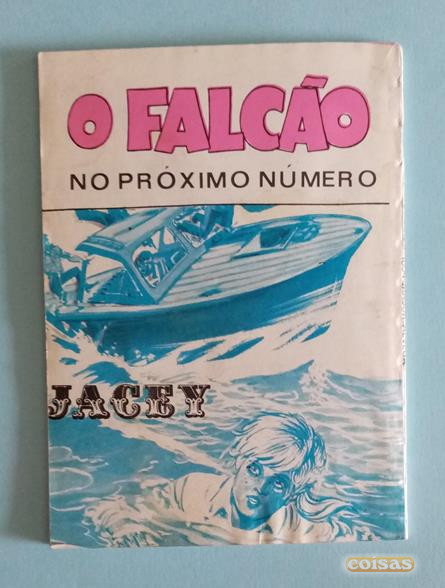 O FALCÃO
NO PRÓXIMO NÚMERO
JACEY
coisas